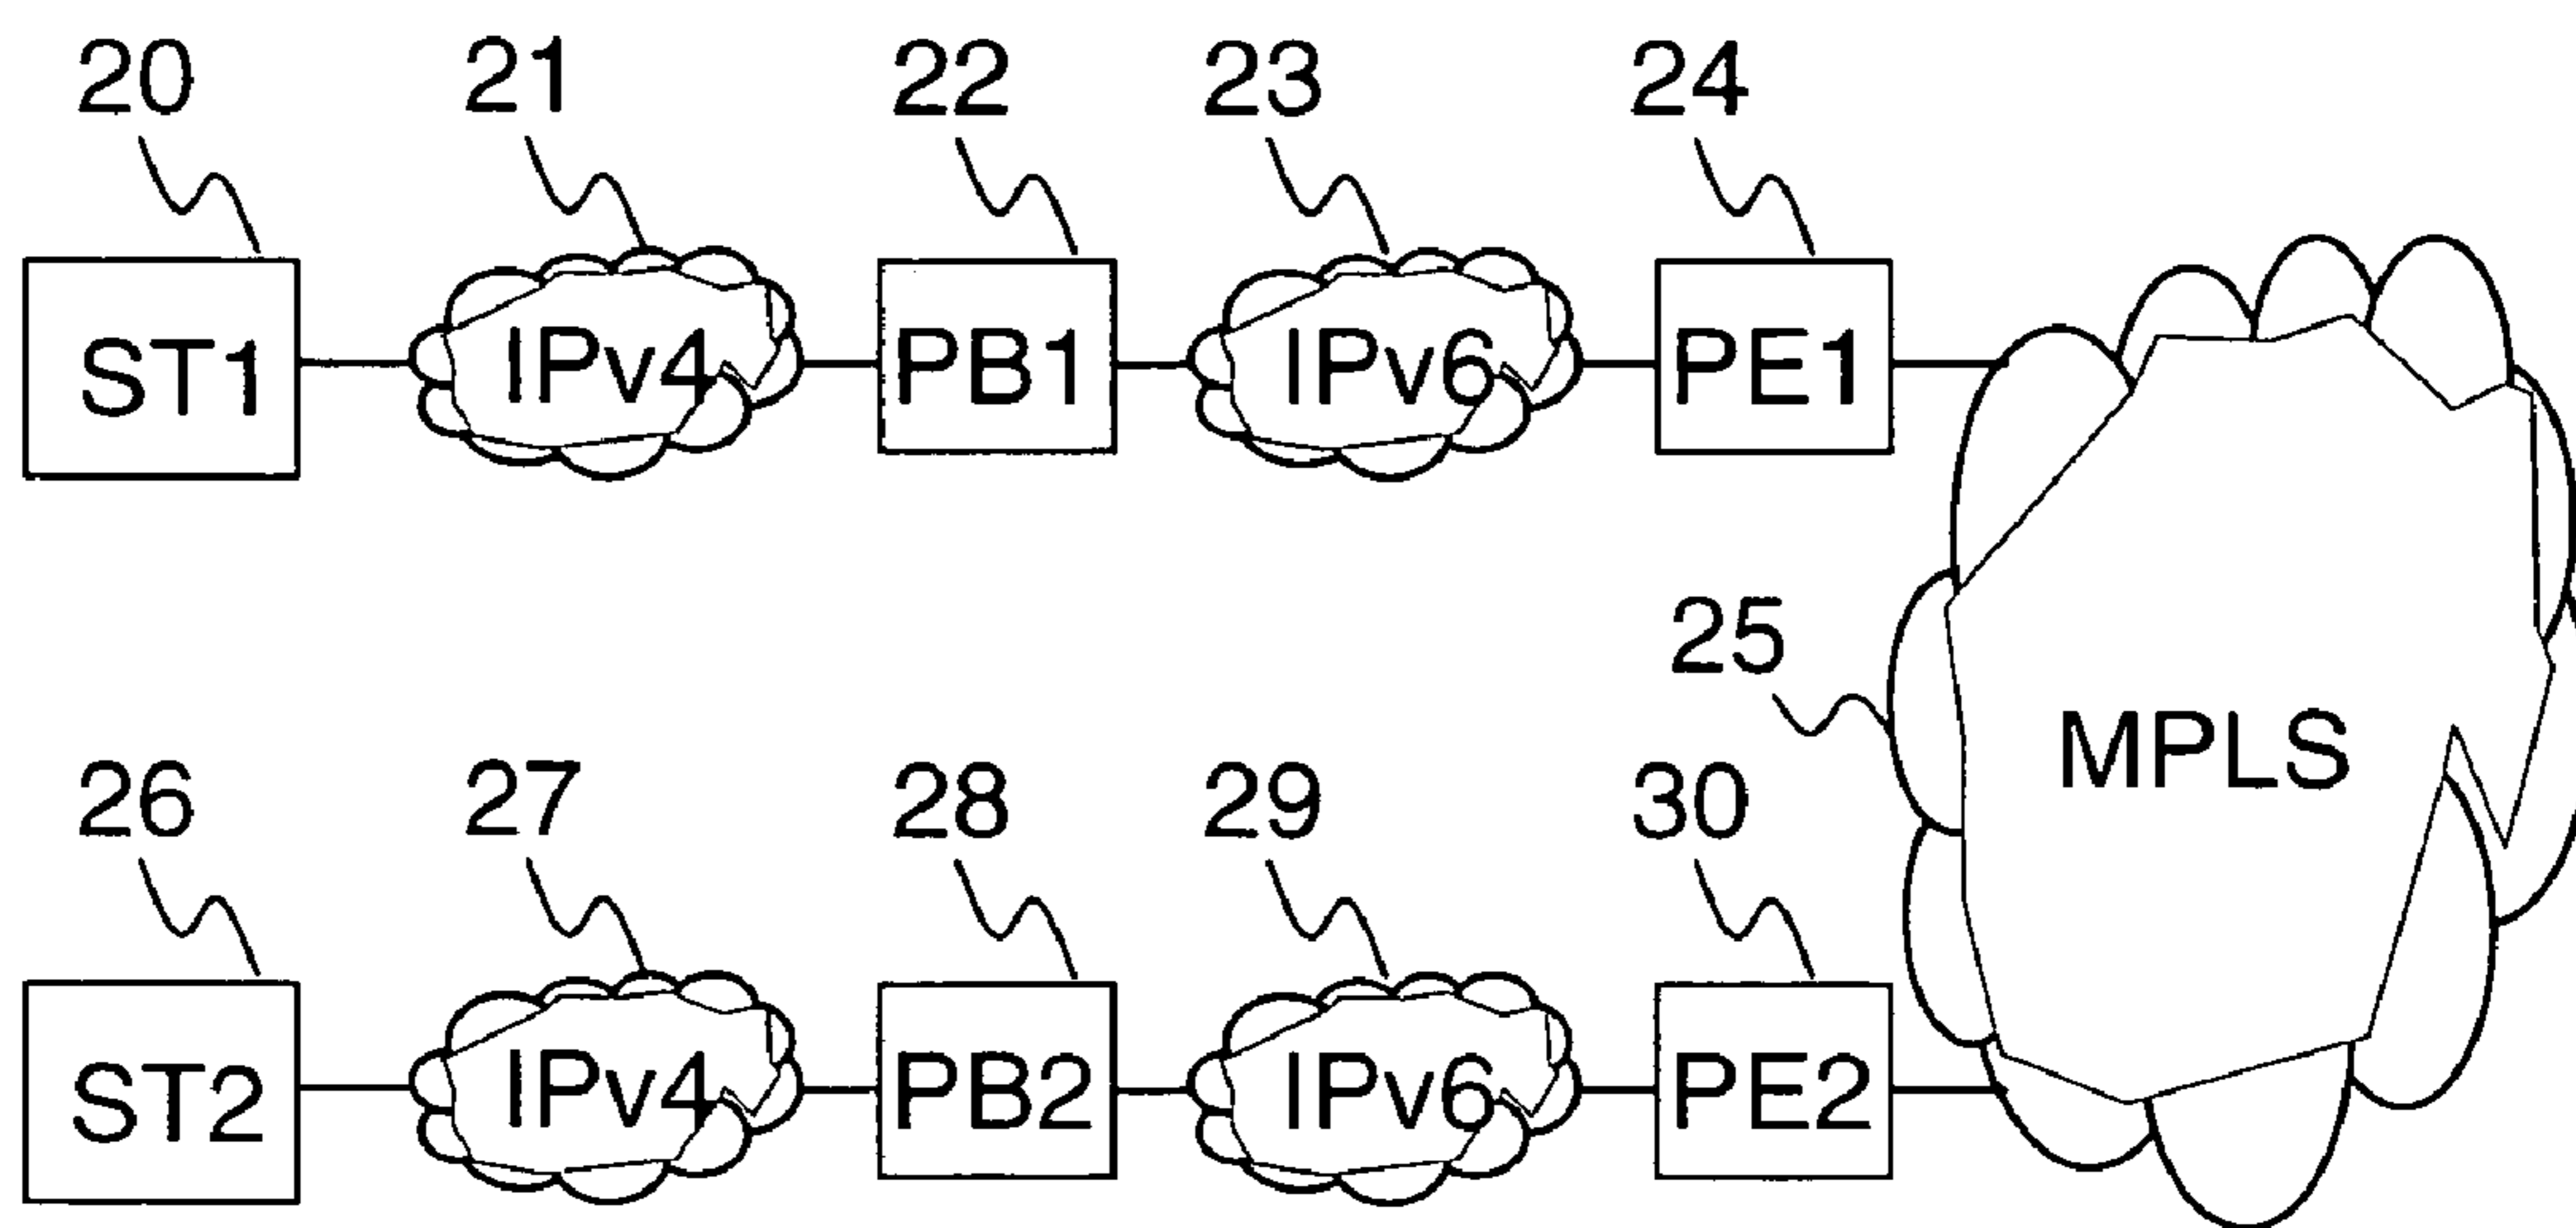 20 21 22 23 24
ST1 IPv4 PB1 IPv6 PE1
25
MPLS
26 27 28 29 30
ST2 IPv4 PB2 IPv6 PE2